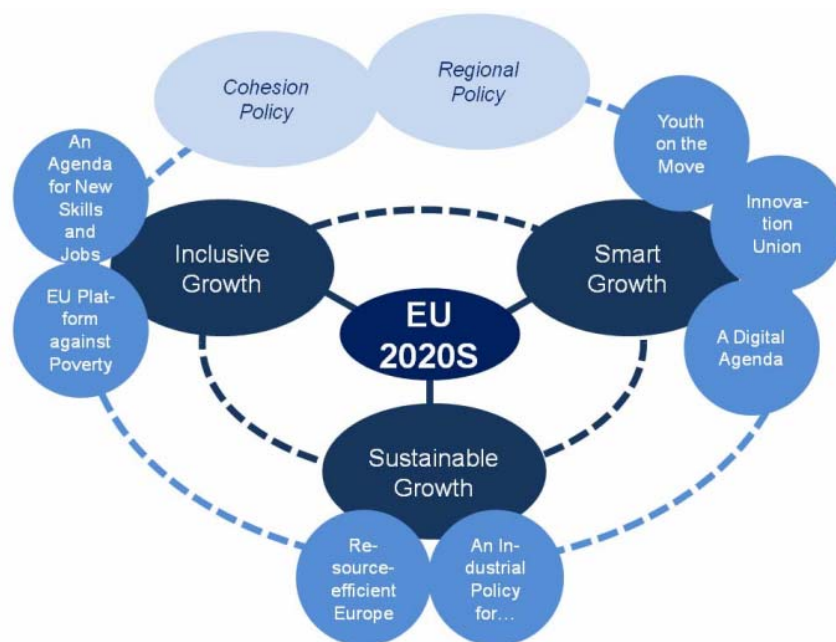 Cohesion
Policy
Regional
Policy
Youth
on the
Move
An
Agenda
for New
Skills
and
Jobs
Innova-
tion
Union
Inclusive
Growth
Smart
Growth
EU Plat-
form
against
Poverty
EU
2020S
A Digital
Agenda
Sustainable
Growth
Re-
source-
efficient
Europe
An In-
dustrial
Policy
for...